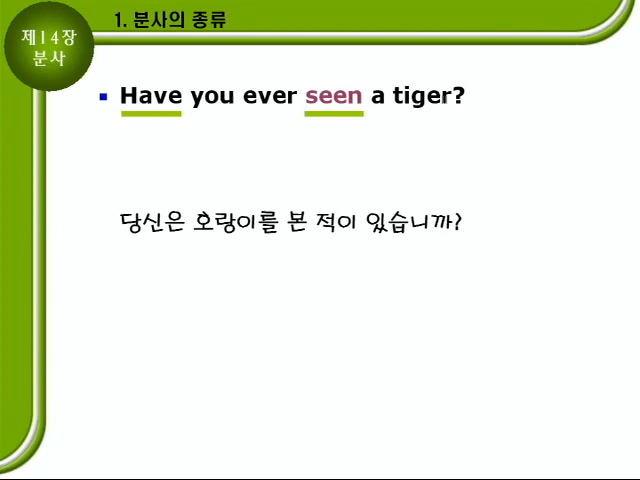 제14장
분사
1. 분사의 종류
Have you ever seen a tiger?
당신은 오랑이를 본 적이 있습니까?